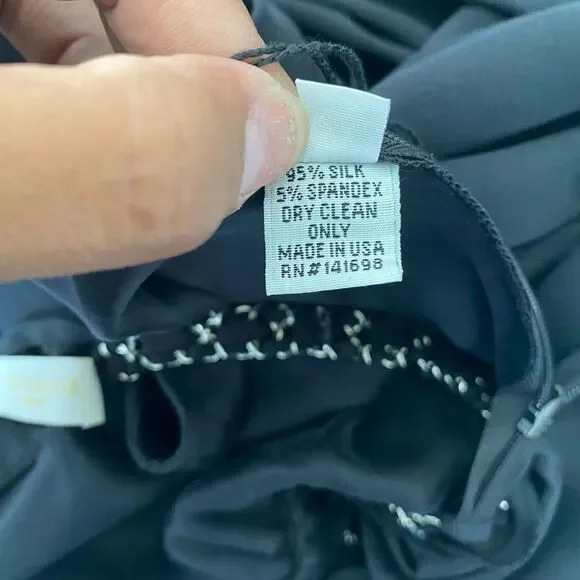 95% SILK
5% SPANDEX
DRY CLEAN
ONLY
MADE IN USA
RN#141698